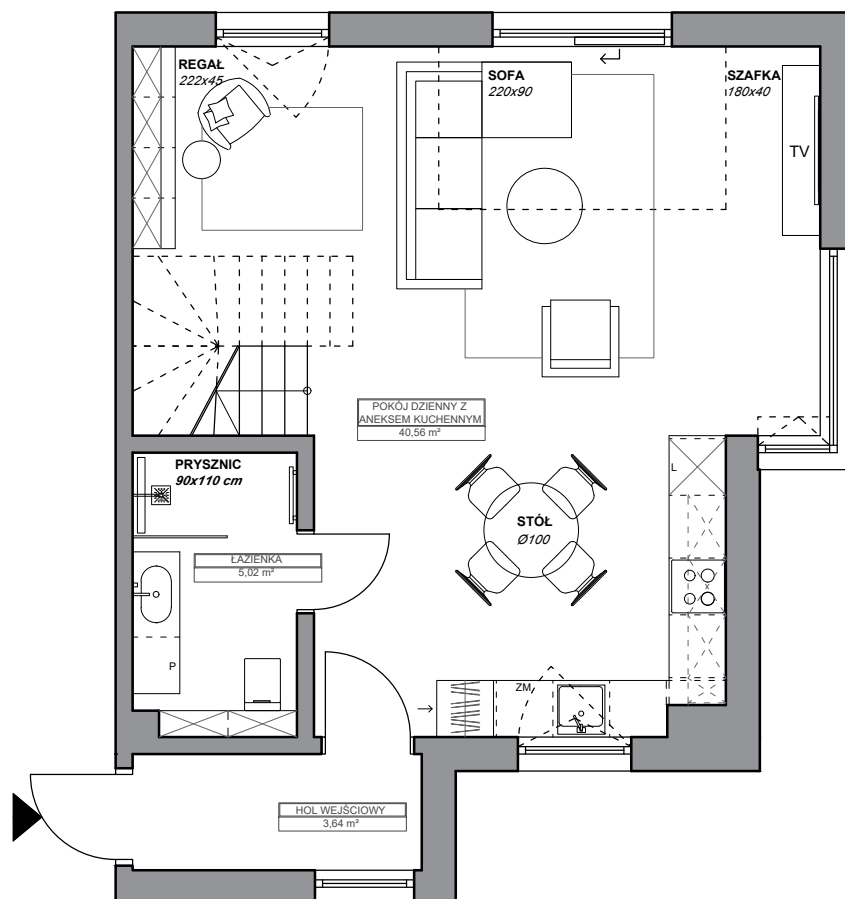 REGAŁ
222x45
SOFA
220x90
SZAFKA
180x40
TV
POKÓJ DZIENNY Z
ANEKSEM KUCHENNYM
40,56 m²
PRYSZNIC
90x110 cm
L
STÓŁ
Ø100
ŁAZIENKA
5,02 m²
x
P
ZM
HOL WEJŚCIOWY
3,64 m²